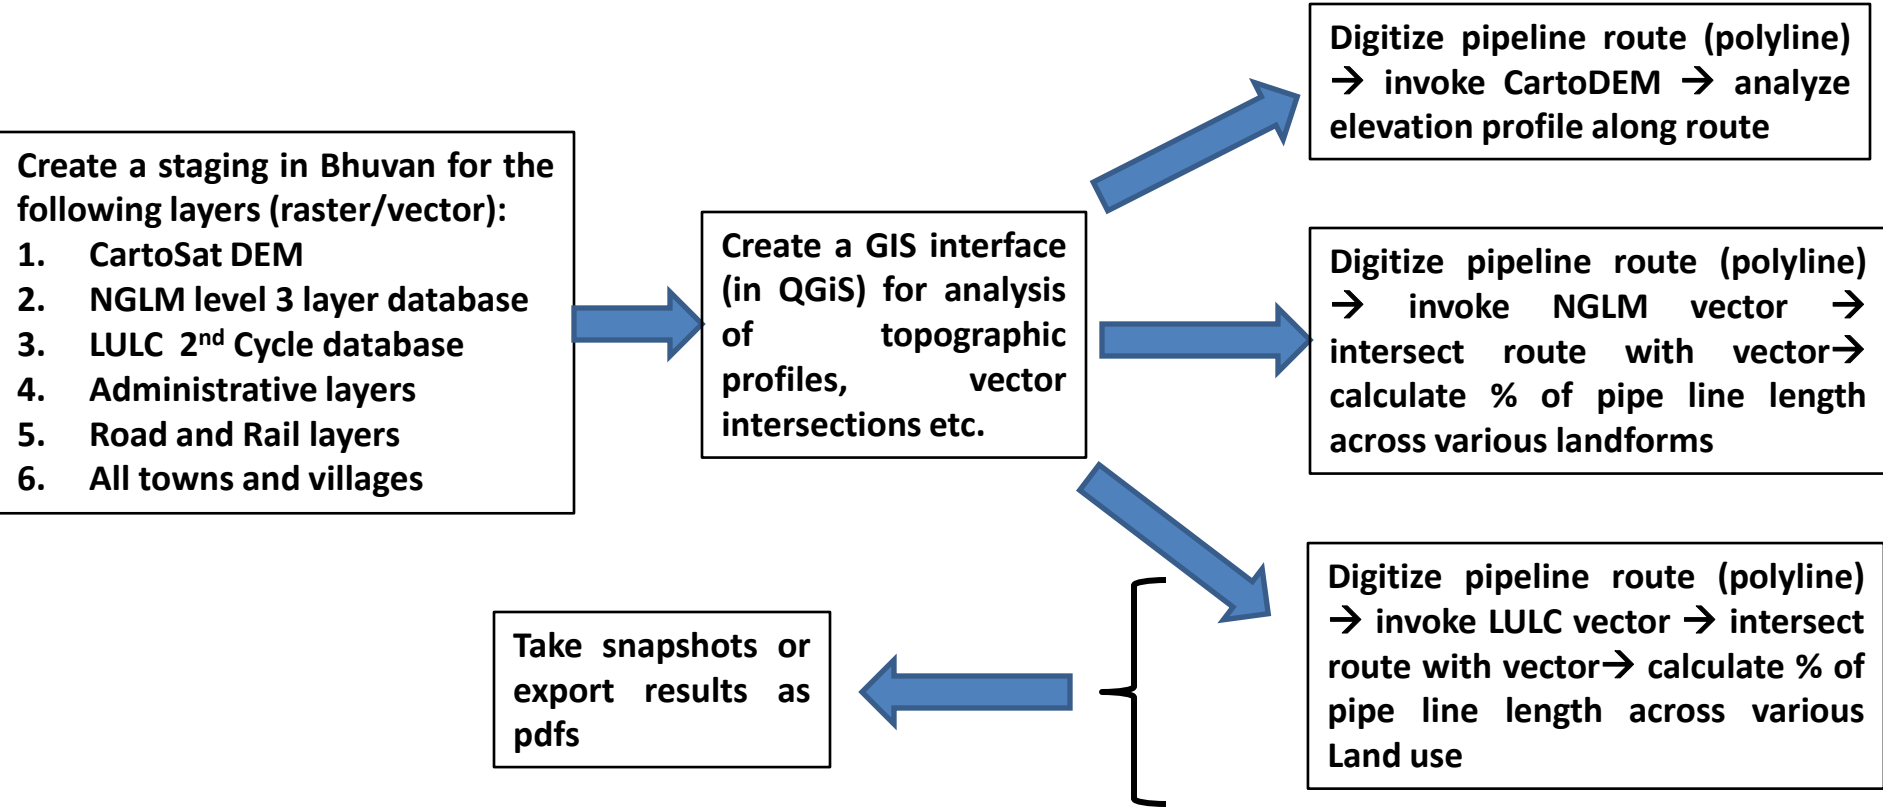 Create a staging in Bhuvan for the
following layers (raster/vector):
1. CartoSat DEM
2. NGLM level 3 layer database
3. LULC 2nd Cycle database
4. Administrative layers
5. Road and Rail layers
6. All towns and villages
Create a GIS interface
(in QGiS) for analysis
of topographic
profiles, vector
intersections etc.
Digitize pipeline route (polyline)
→ invoke CartoDEM → analyze
elevation profile along route
Digitize pipeline route (polyline)
→ invoke NGLM vector →
intersect route with vector→
calculate % of pipe line length
across various landforms
Digitize pipeline route (polyline)
→ invoke LULC vector → intersect
route with vector→ calculate % of
pipe line length across various
Land use
Take snapshots or
export results as
pdfs